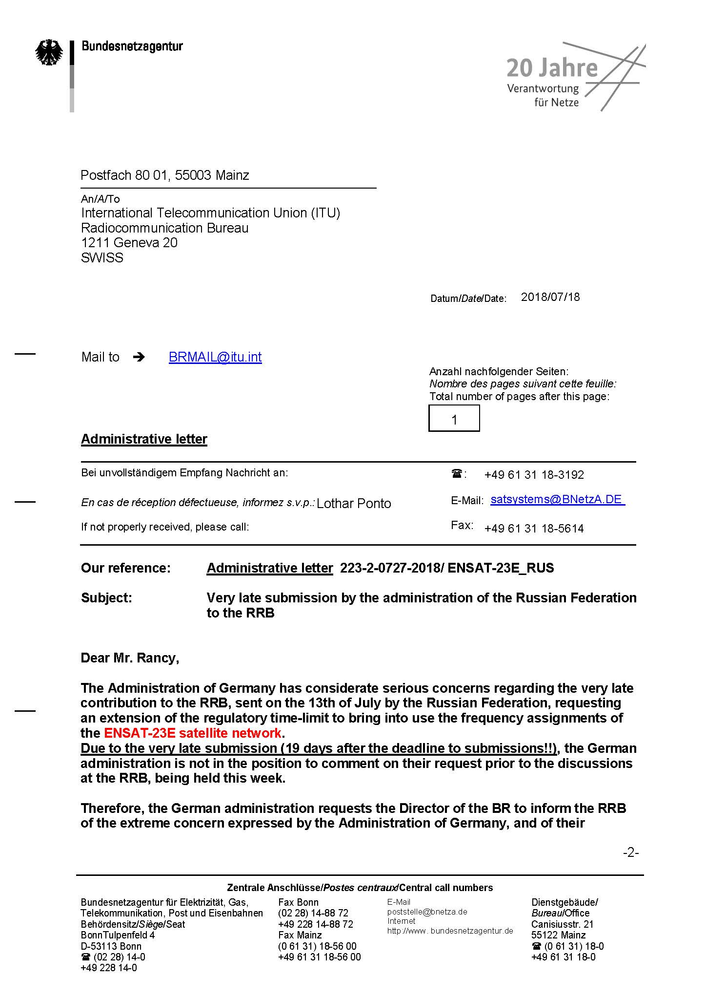 Bundesnetzagentur
20 Jahre
Verantwortung
für Netze
Postfach 80 01, 55003 Mainz
An/A/To
International Telecommunication Union (ITU)
Radiocommunication Bureau
1211 Geneva 20
SWISS
Datum/Date/Date: 2018/07/18
Mail to ➔ BRMAIL@itu.int
Anzahl nachfolgender Seiten:
Nombre des pages suivant cette feuille:
Total number of pages after this page:
1
Administrative letter
Bei unvollständigem Empfang Nachricht an:
☎: +49 61 31 18-3192
En cas de réception défectueuse, informez s.v.p.: Lothar Ponto
E-Mail: satsystems@BNetzA.DE
If not properly received, please call:
Fax: +49 61 31 18-5614
Our reference: Administrative letter 223-2-0727-2018/ ENSAT-23E_RUS
Subject: Very late submission by the administration of the Russian Federation
to the RRB
Dear Mr. Rancy,
The Administration of Germany has considerate serious concerns regarding the very late
contribution to the RRB, sent on the 13th of July by the Russian Federation, requesting
an extension of the regulatory time-limit to bring into use the frequency assignments of
the ENSAT-23E satellite network.
Due to the very late submission (19 days after the deadline to submissions!!), the German
administration is not in the position to comment on their request prior to the discussions
at the RRB, being held this week.
Therefore, the German administration requests the Director of the BR to inform the RRB
of the extreme concern expressed by the Administration of Germany, and of their
-2-
Zentrale Anschlüsse/Postes centraux/Central call numbers
Bundesnetzagentur für Elektrizität, Gas,
Telekommunikation, Post und Eisenbahnen
Behördensitz/Siège/Seat
BonnTulpenfeld 4
D-53113 Bonn
☎ (02 28) 14-0
+49 228 14-0
Fax Bonn
(02 28) 14-88 72
+49 228 14-88 72
Fax Mainz
(0 61 31) 18-56 00
+49 61 31 18-56 00
E-Mail
poststelle@bnetza.de
Internet
http://www. bundesnetzagentur.de
Dienstgebäude/
Bureau/Office
Canisiusstr. 21
55122 Mainz
☎ (0 61 31) 18-0
+49 61 31 18-0